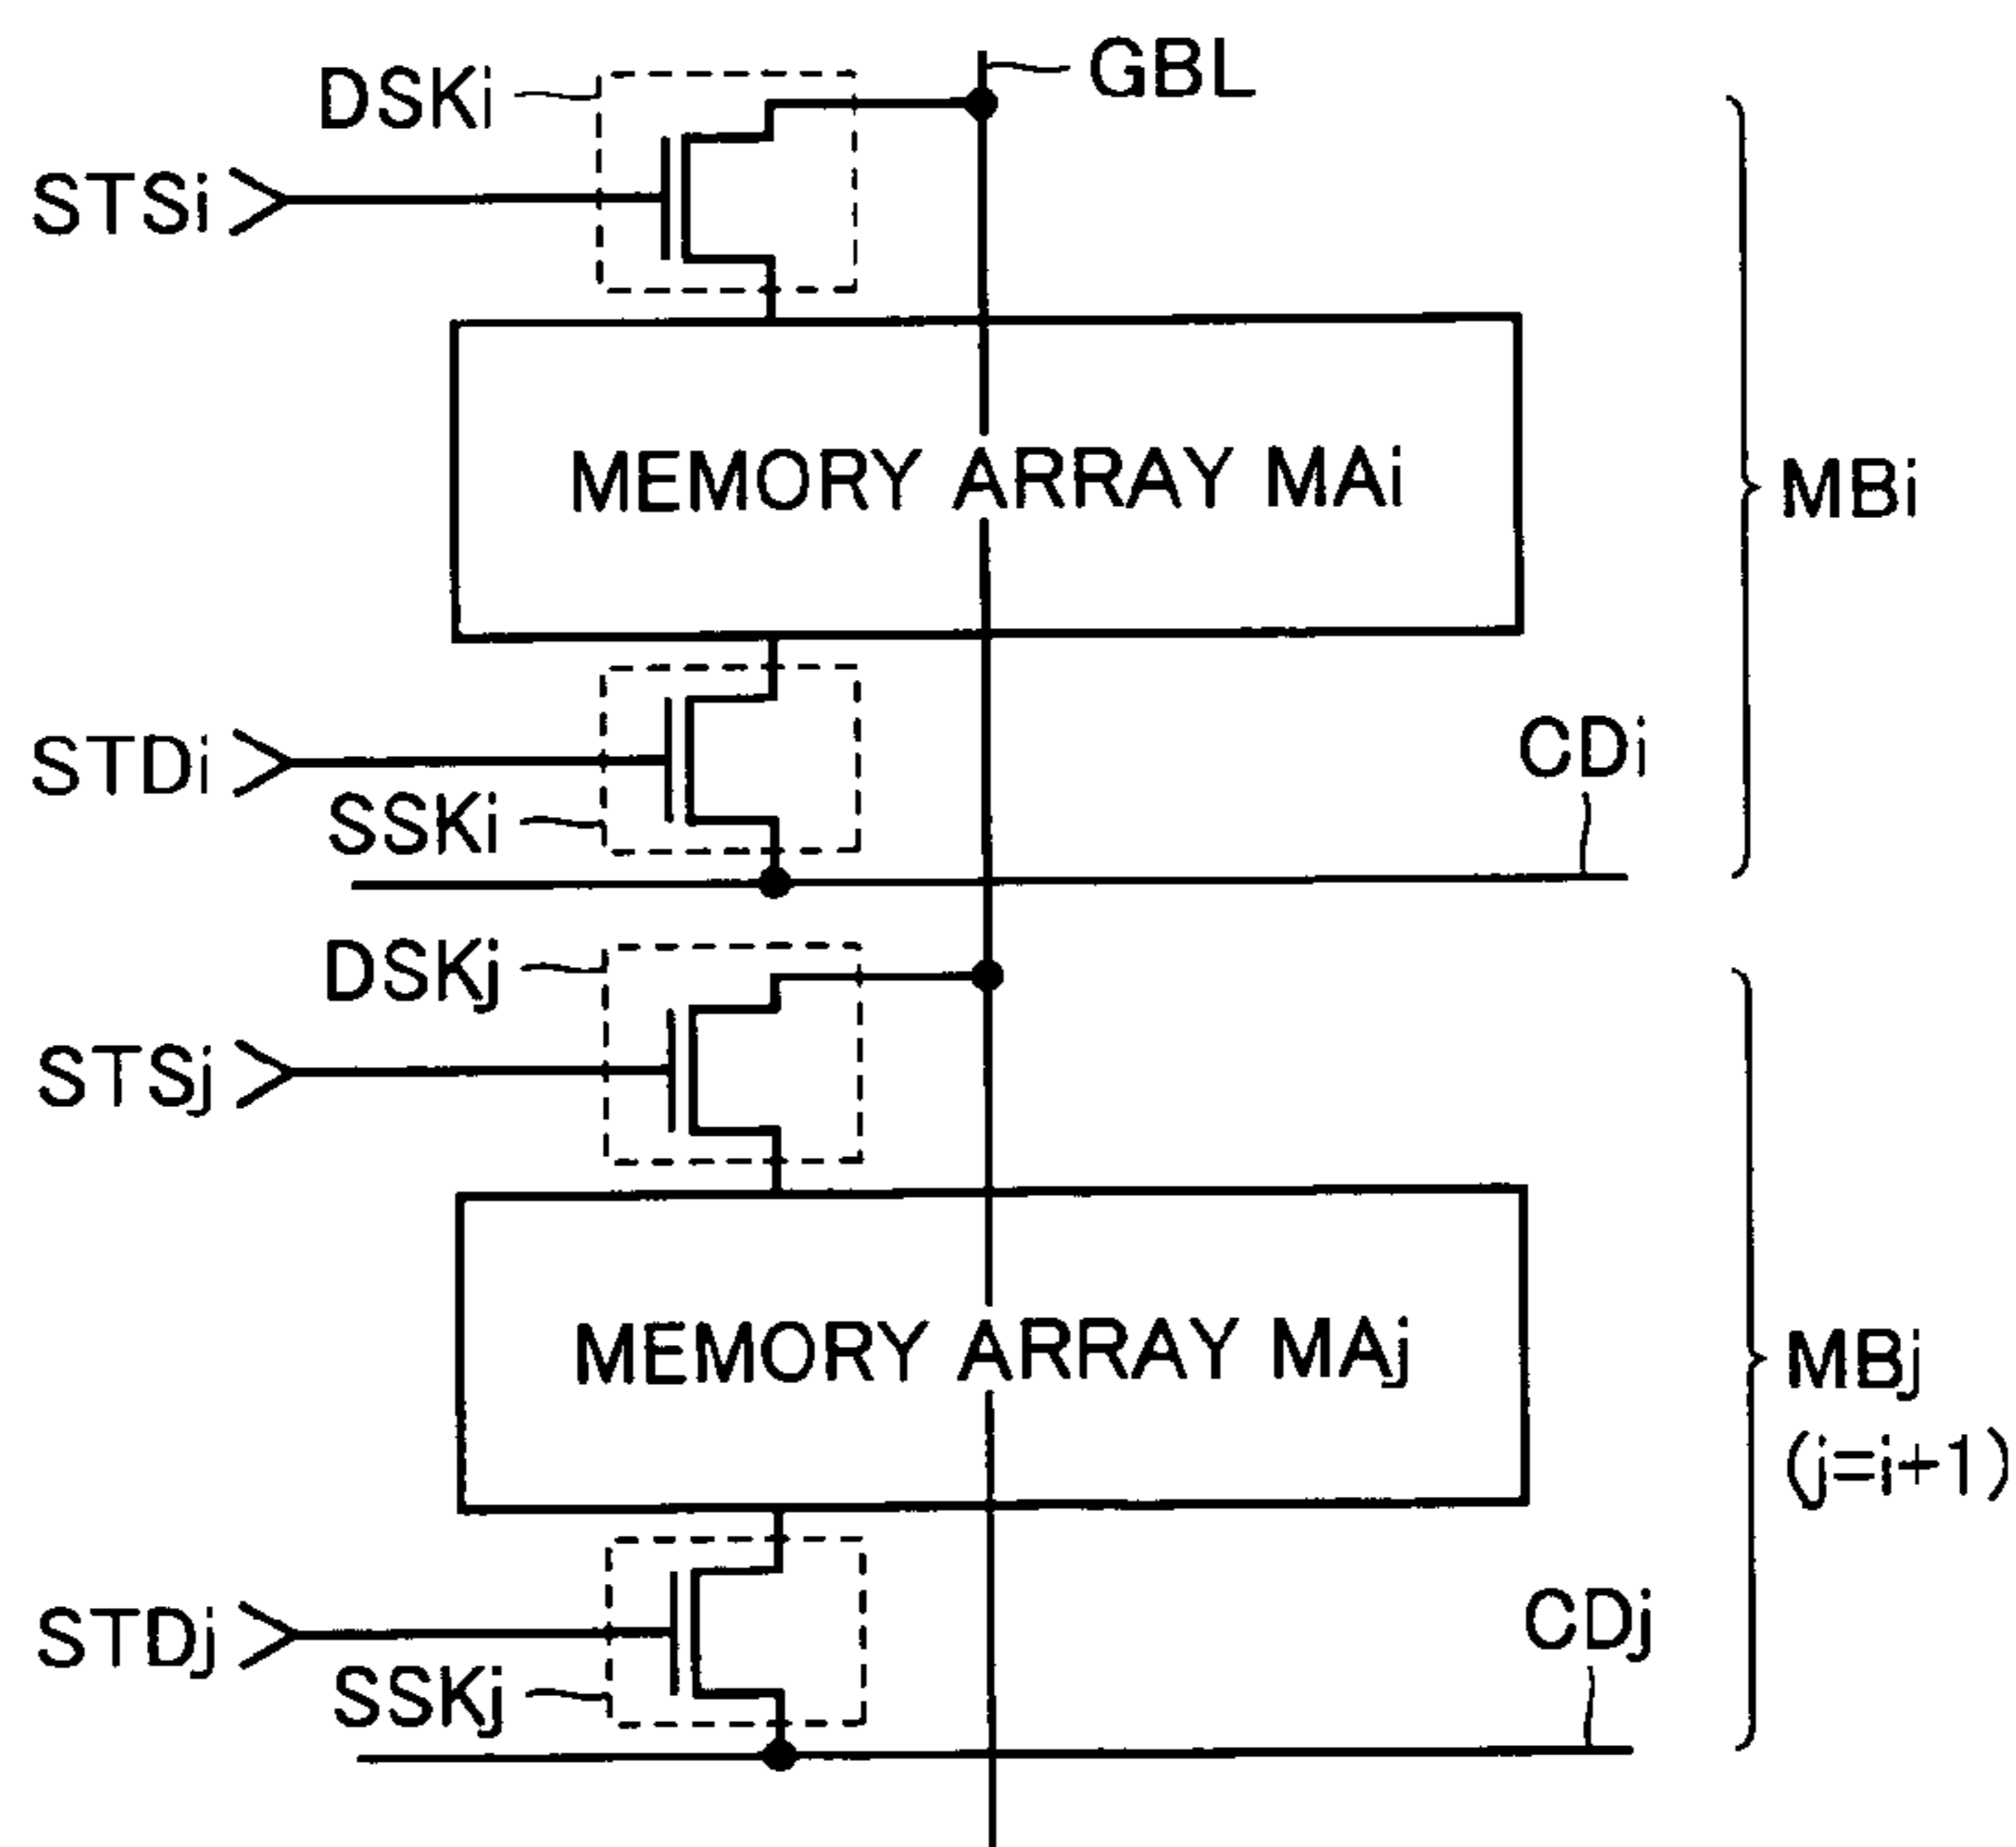 GBL
DSKi
STSi
MEMORY ARRAY MAi
MBi
STDi
CDi
SSKi
DSKj
STSj
MEMORY ARRAY MAj
MBj
(j=i+1)
STDj
CDj
SSKj